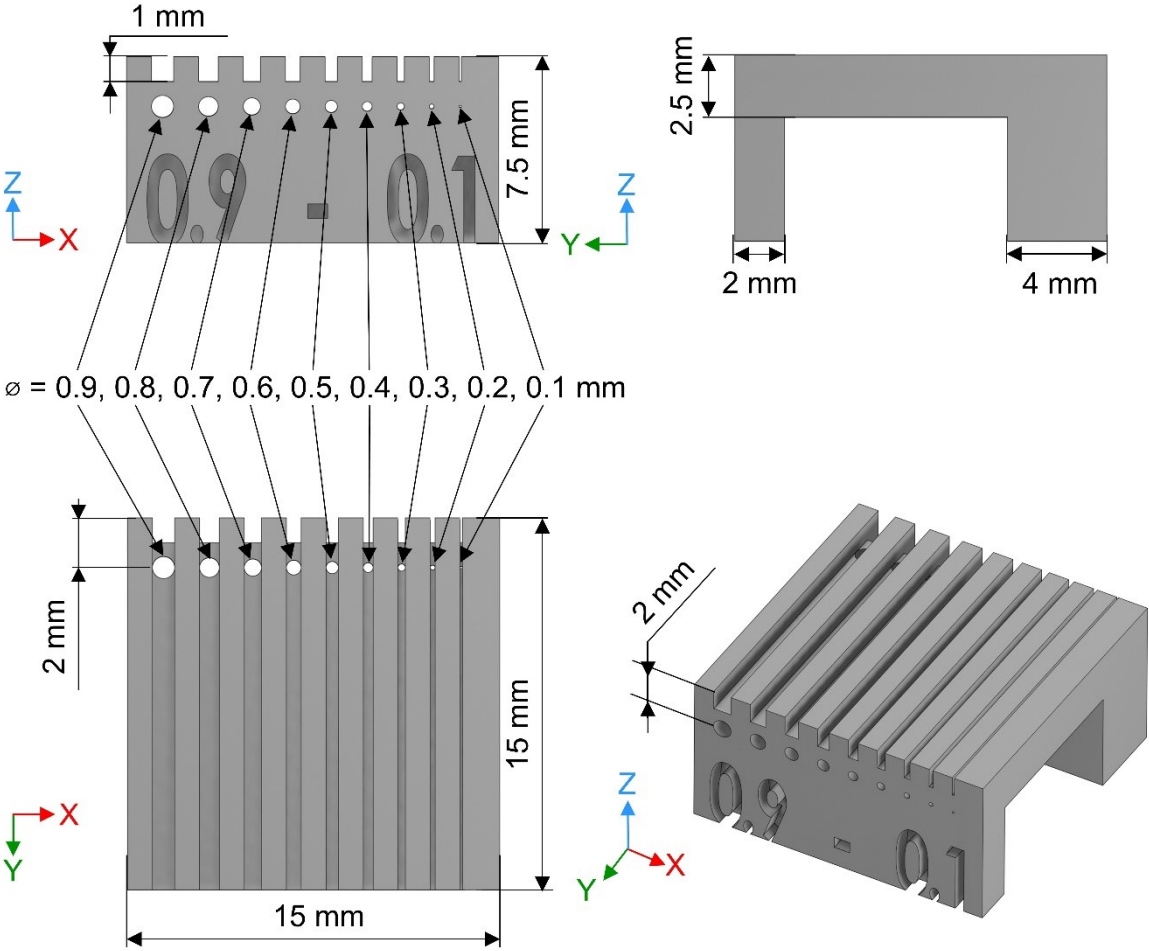 1 mm
2.5 mm
7.5 mm
0.9 - 0.1
Z
X
Z
Y
2 mm
4 mm
⌀ = 0.9, 0.8, 0.7, 0.6, 0.5, 0.4, 0.3, 0.2, 0.1 mm
2 mm
15 mm
X
Y
15 mm
2 mm
0.9 - 0.1
Z
X
Y